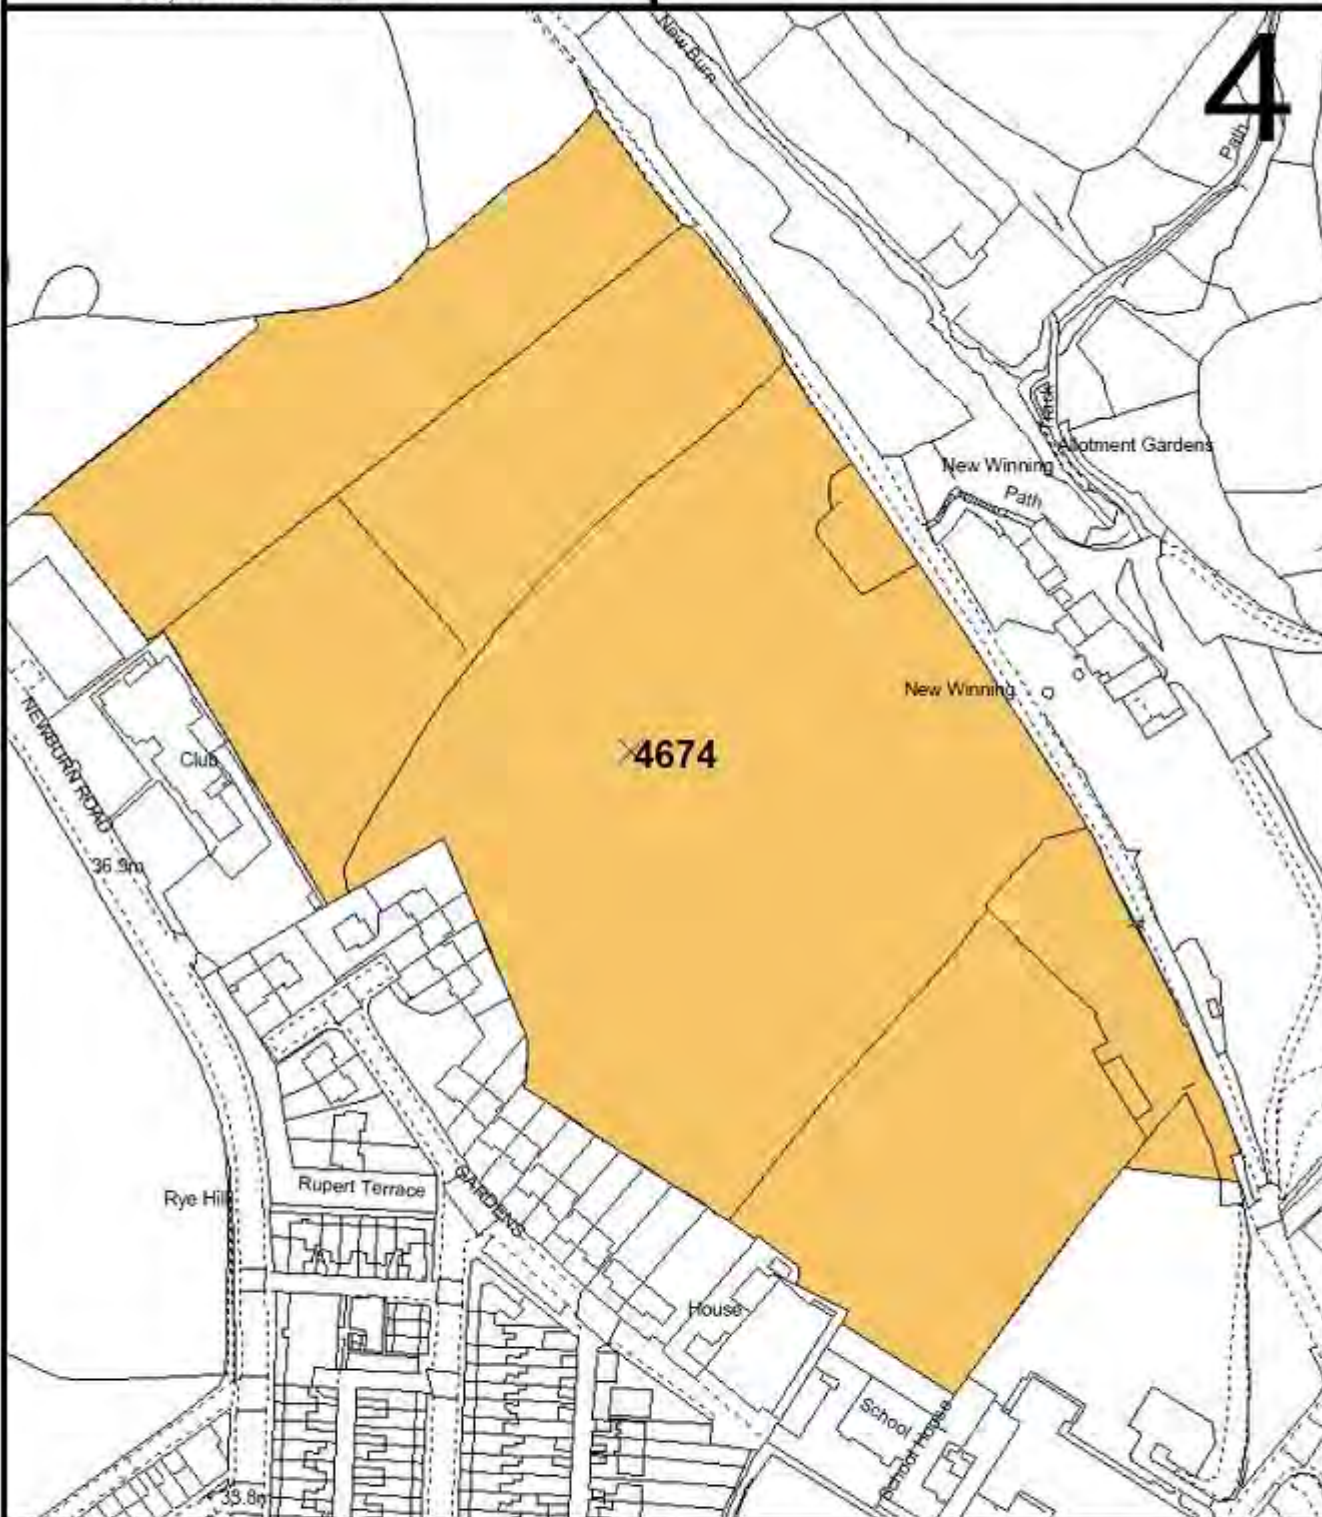 4
New Burn
Path
Track
Allotment Gardens
New Winning
Path
New Winning
4674
NEWBURN ROAD
Club
36.9m
Rye Hill
Rupert Terrace
GARDENS
House
School
School House
33.8m